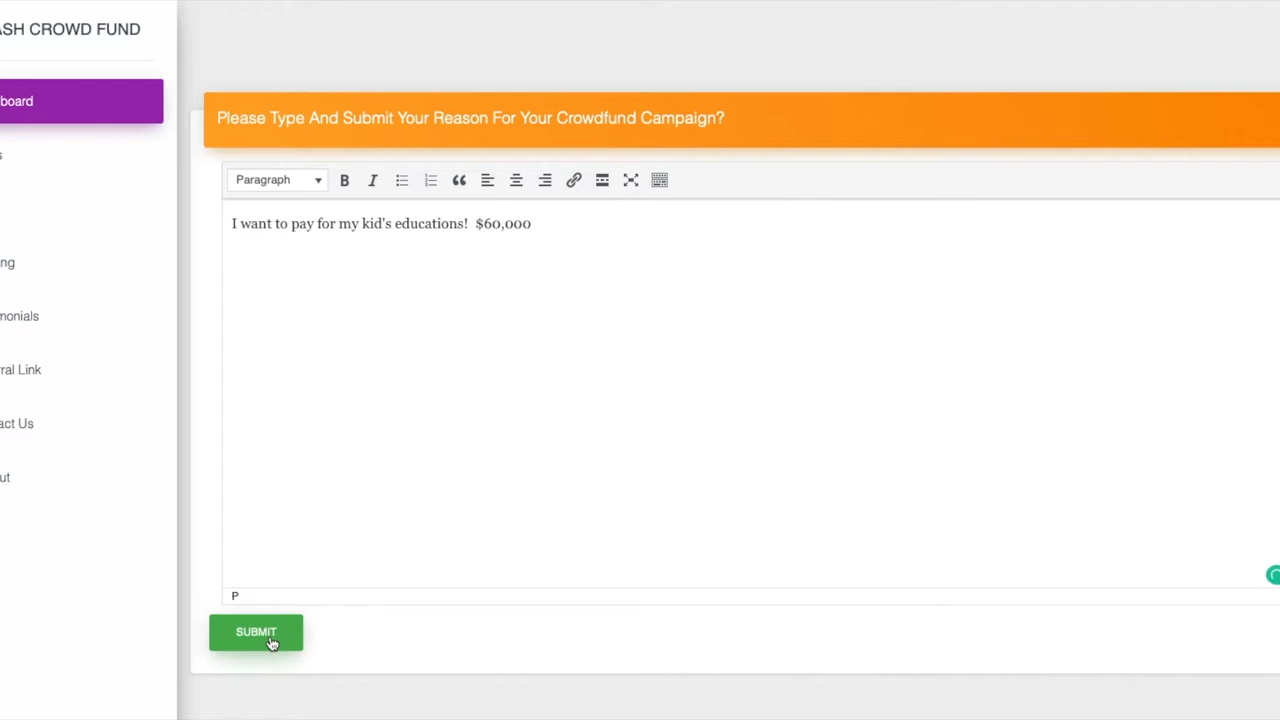 ASH CROWD FUND
board
s
ng
monials
ral Link
act Us
ut
Please Type And Submit Your Reason For Your Crowdfund Campaign?
Paragraph
I want to pay for my kid's educations!  $60,000
P
SUBMIT